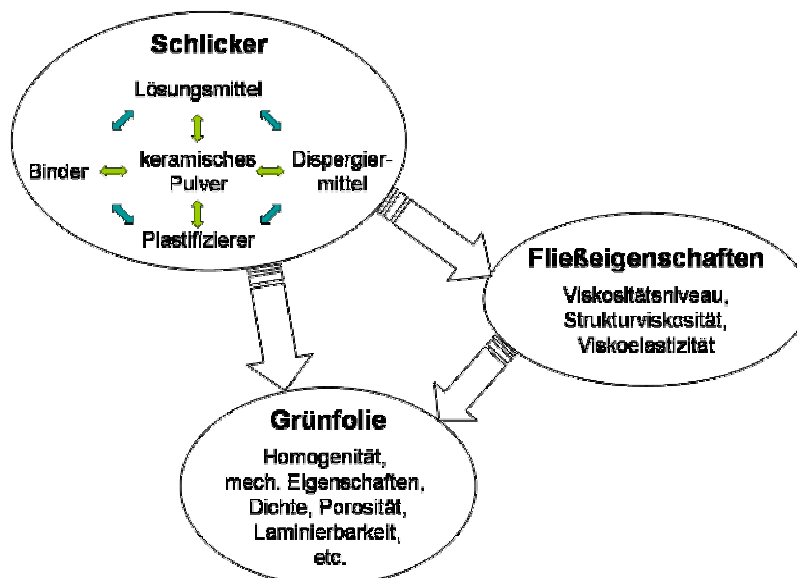 Schlicker
Lösungsmittel
Binder
keramisches
Pulver
Dispergier-
mittel
Plastifizierer
Fließeigenschaften
Viskositätsniveau,
Strukturviskosität,
Viskoelastizität
Grünfolie
Homogenität,
mech. Eigenschaften,
Dichte, Porosität,
Laminierbarkeit,
etc.